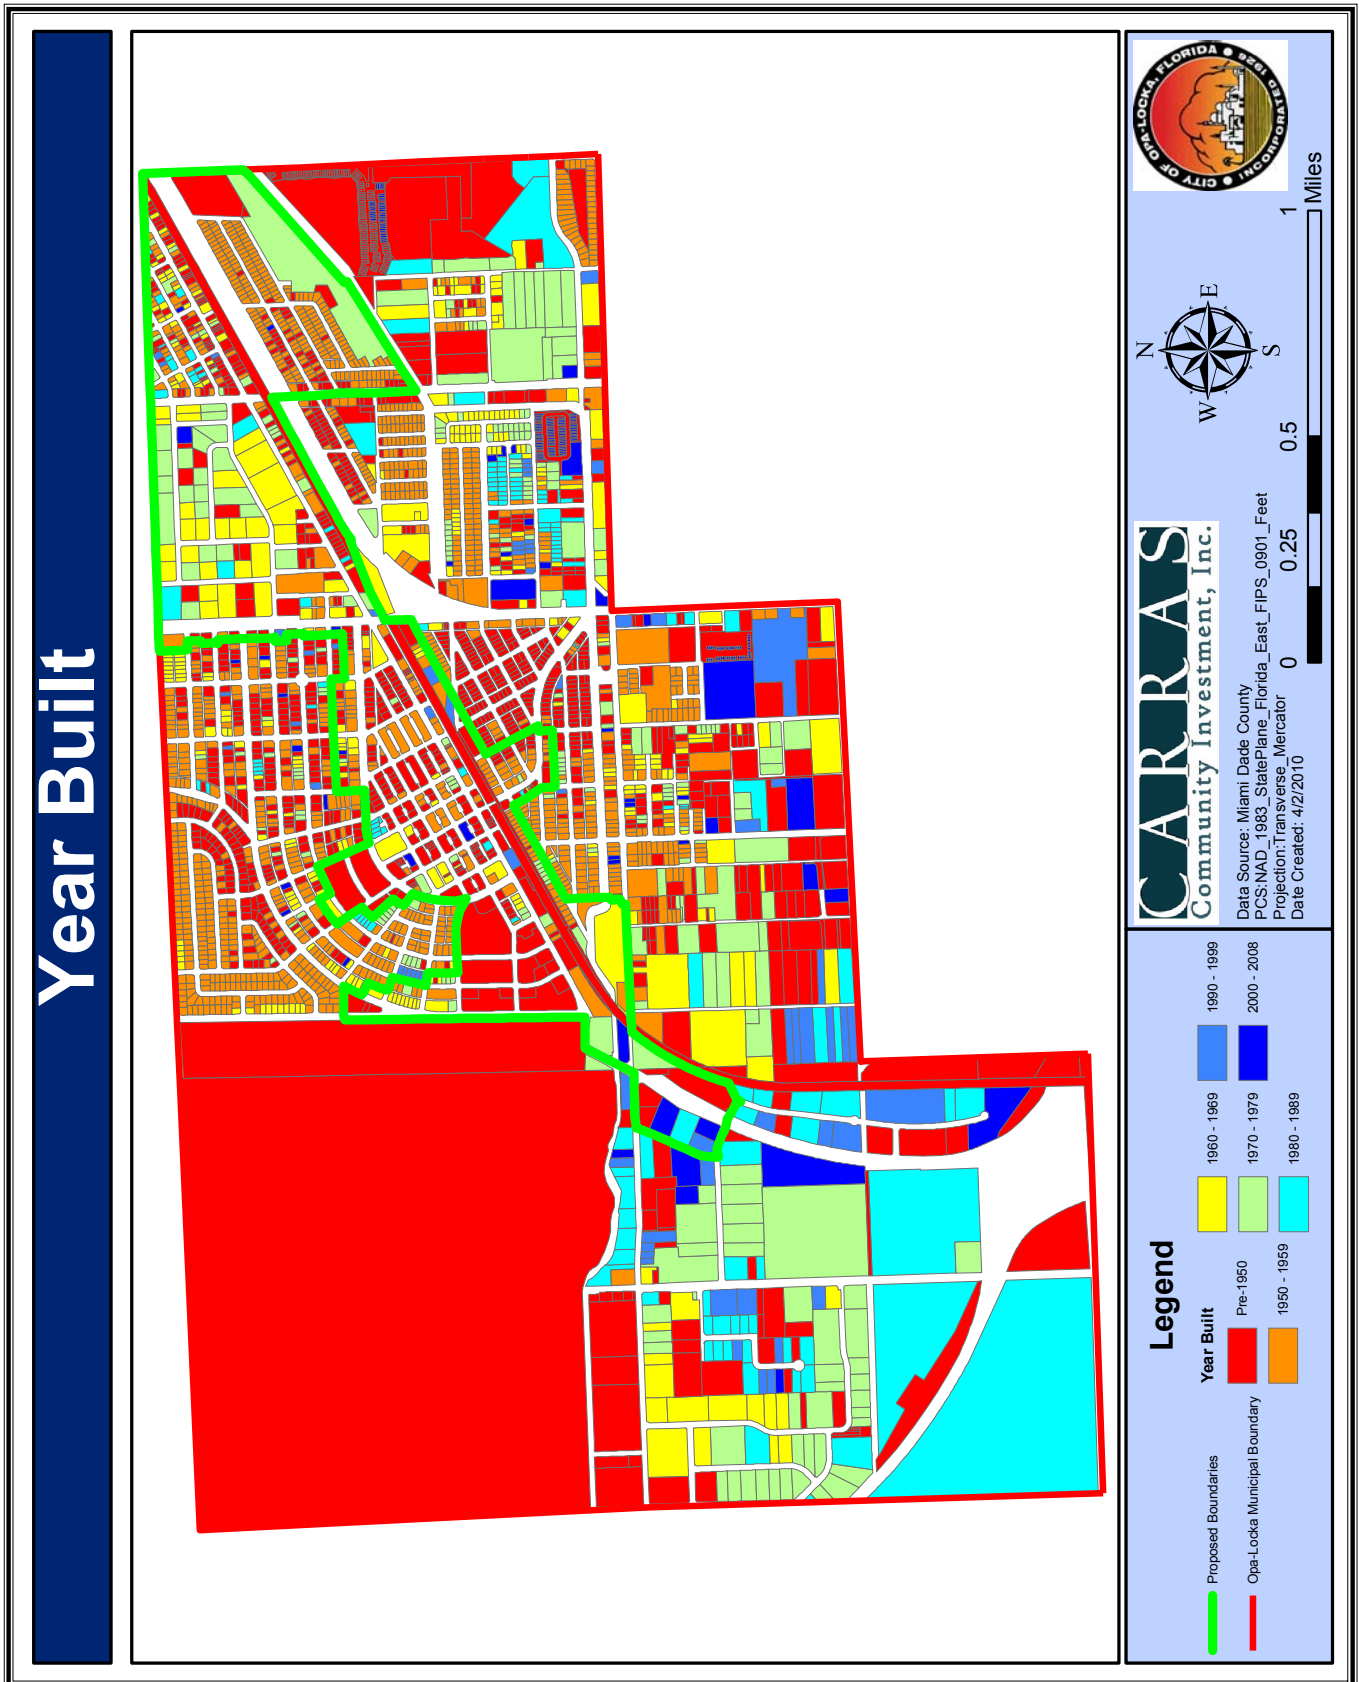 Year Built
CITY OF OPA-LOCKA, FLORIDA
INCORPORATED 1926
N
W
E
S
CARRAS
Community Investment, Inc.
Data Source: Miami Dade County
PCS:NAD_1983_StatePlane_Florida_East_FIPS_0901_Feet
Projection:Transverse_Mercator
Date Created: 4/2/2010
0 0.25 0.5 1
Miles
Legend
Proposed Boundaries
Opa-Locka Municipal Boundary
Year Built
Pre-1950
1950 - 1959
1960 - 1969
1970 - 1979
1980 - 1989
1990 - 1999
2000 - 2008